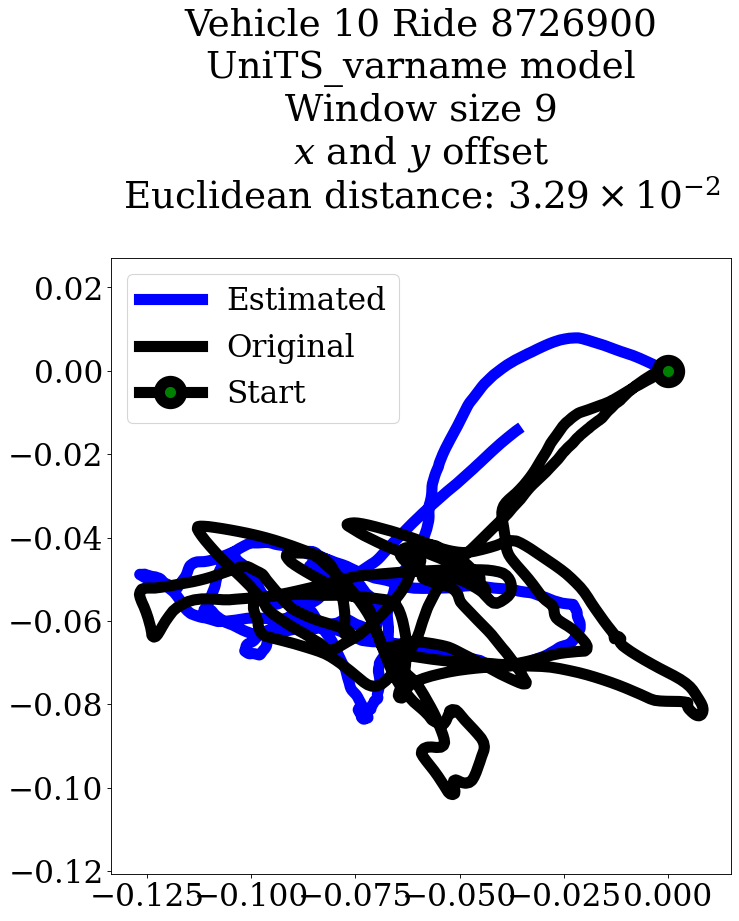 Vehicle 10 Ride 8726900
UniTS_varname model
Window size 9
x and y offset
Euclidean distance: 3.29 × 10⁻²
Estimated
Original
Start
0.02
0.00
−0.02
−0.04
−0.06
−0.08
−0.10
−0.12
−0.125 −0.100 −0.075 −0.050 −0.025 0.000